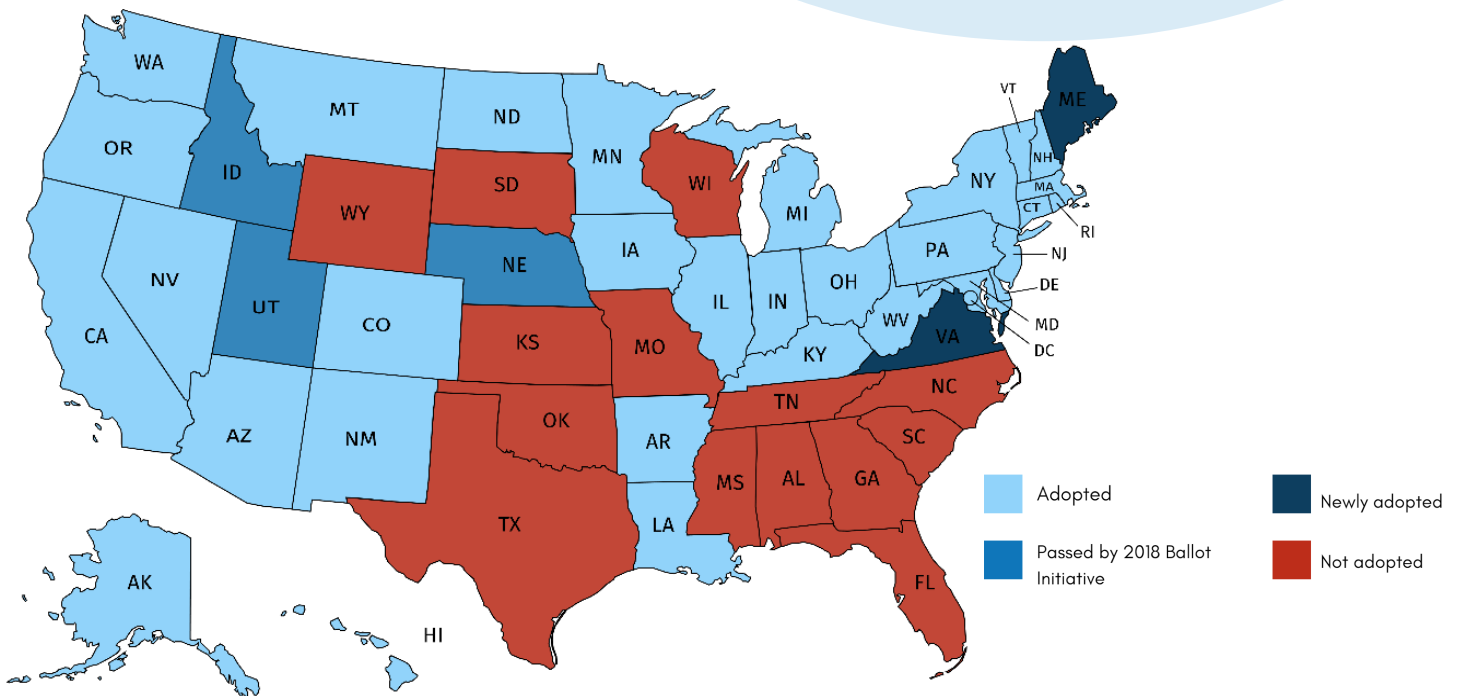 WA
MT
ND
MN
VT
ME
OR
ID
SD
WI
NY
NH
MA
CT
RI
WY
MI
NV
NE
IA
PA
NJ
UT
CO
IL
IN
OH
DE
CA
WV
MD
KS
MO
KY
VA
DC
AZ
NM
OK
AR
TN
NC
SC
TX
LA
MS
AL
GA
FL
AK
HI
Adopted
Newly adopted
Passed by 2018 Ballot
Initiative
Not adopted